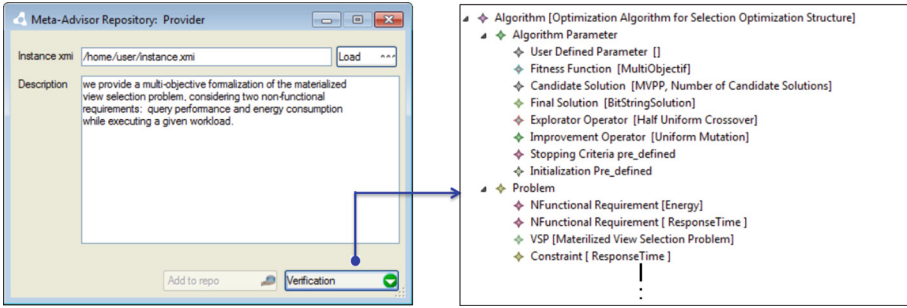 Meta-Advisor Repository: Provider
Instance xmi /home/user/instance.xmi Load ^^^
Description we provide a multi-objective formalization of the materialized
view selection problem, considering two non-functional
requirements: query performance and energy consumption
while executing a given workload.
Add to repo Verification
Algorithm [Optimization Algorithm for Selection Optimization Structure]
Algorithm Parameter
User Defined Parameter []
Fitness Function [MultiObjectif]
Candidate Solution [MVPP, Number of Candidate Solutions]
Final Solution [BitStringSolution]
Explorator Operator [Half Uniform Crossover]
Improvement Operator [Uniform Mutation]
Stopping Criteria pre_defined
Initialization Pre_defined
Problem
NFunctional Requirement [Energy]
NFunctional Requirement [ ResponseTime ]
VSP [Materilized View Selection Problem]
Constraint [ ResponseTime ]